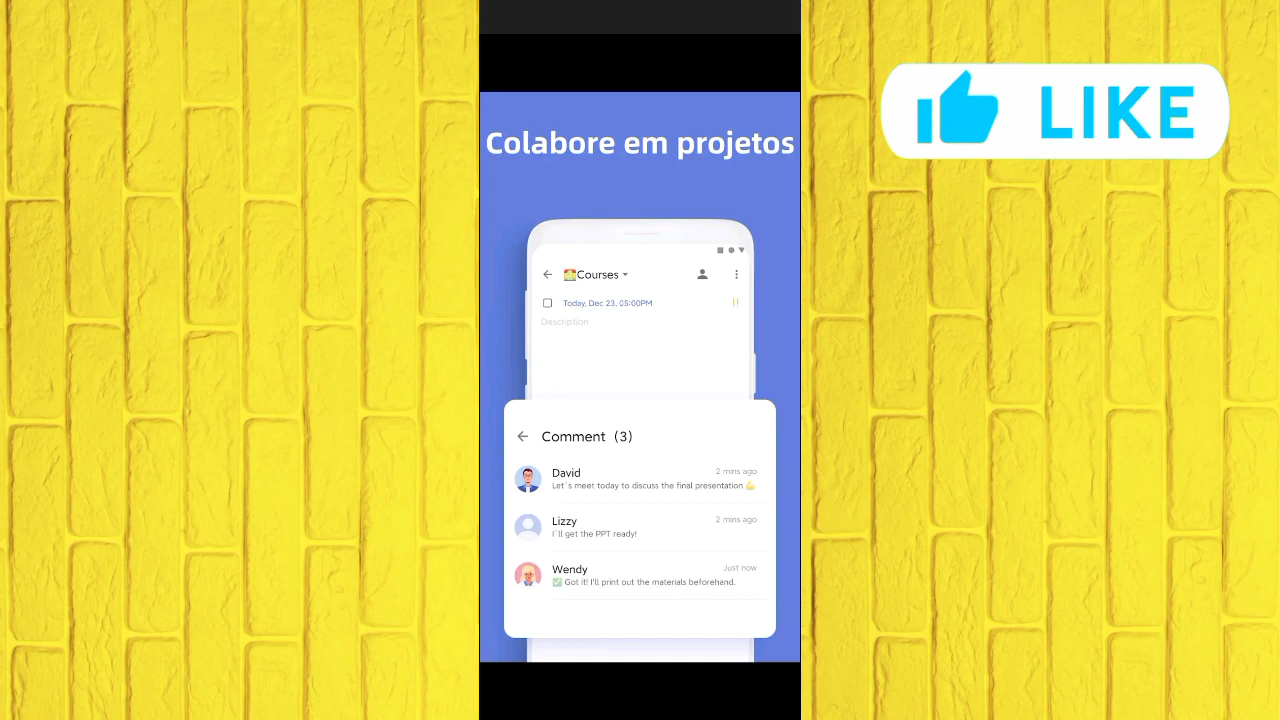 LIKE
Colabore em projetos
Courses
Today, Dec 23, 05:00PM
Description
Comment (3)
David
2 mins ago
Let´s meet today to discuss the final presentation 💪
Lizzy
2 mins ago
I´ll get the PPT ready!
Wendy
Just now
✅ Got it! I'll print out the materials beforehand.